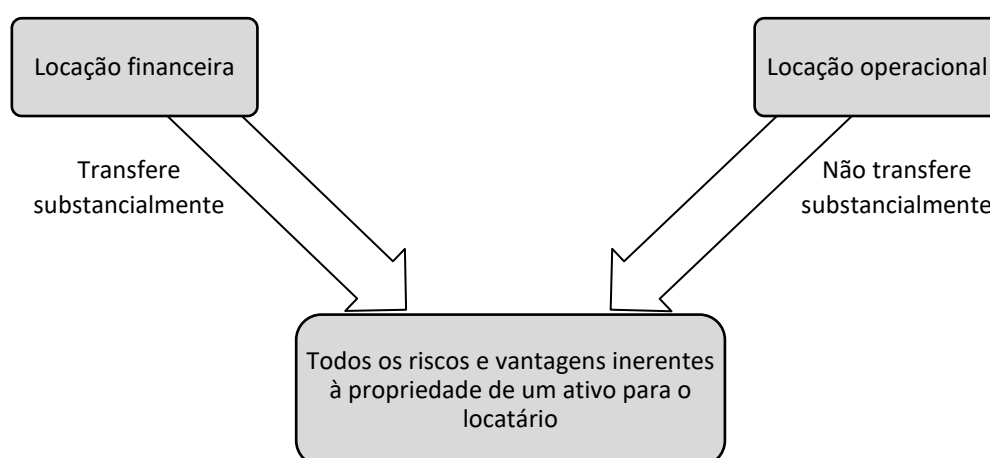 Locação financeira
Locação operacional
Transfere
substancialmente
Não transfere
substancialmente
Todos os riscos e vantagens inerentes
à propriedade de um ativo para o
locatário